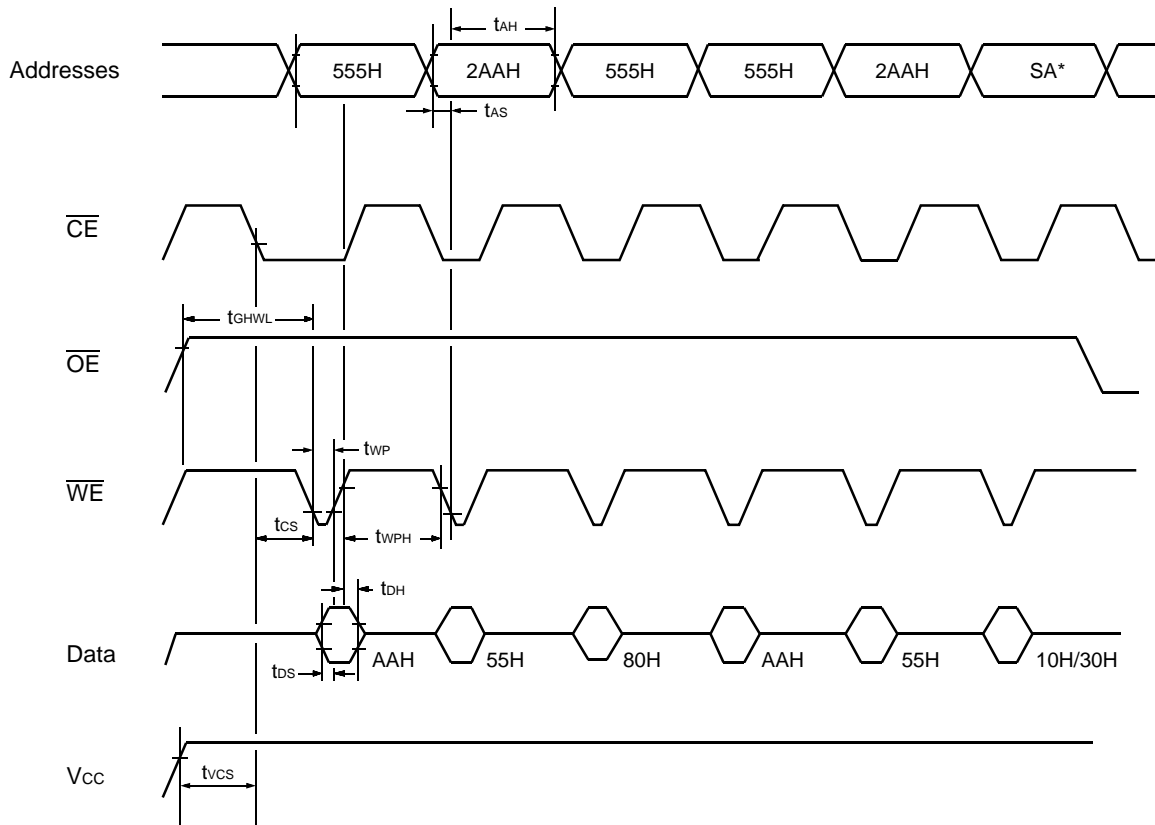 tAH
Addresses 555H 2AAH 555H 555H 2AAH SA*
tAS
CE
tGHWL
OE
tWP
WE
tCS tWPH
tDH
Data AAH 55H 80H AAH 55H 10H/30H
tDS
VCC tVCS